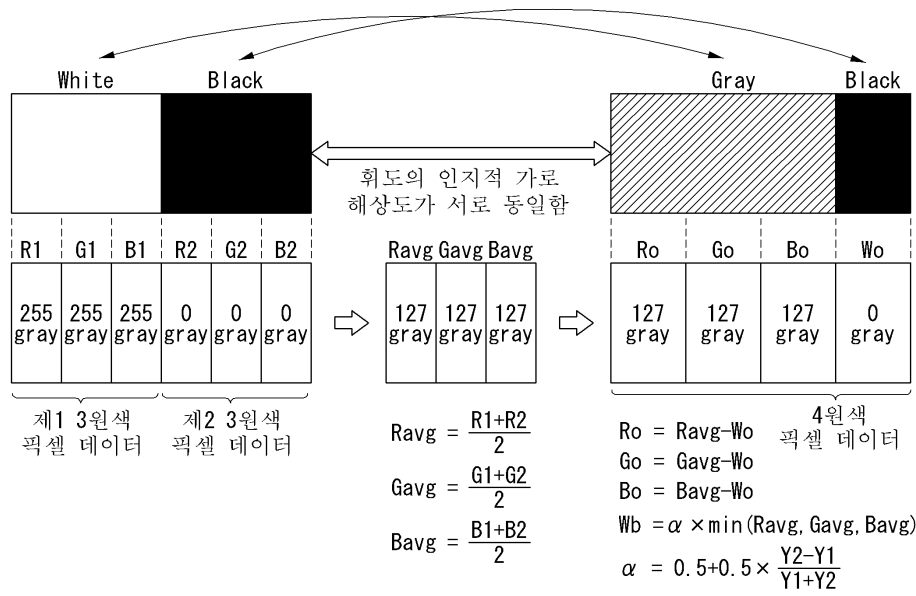 White Black Gray Black
휘도의 인지적 가로
해상도가 서로 동일함
R1 G1 B1 R2 G2 B2
255 gray 255 gray 255 gray 0 gray 0 gray 0 gray
제1 3원색
픽셀 데이터
제2 3원색
픽셀 데이터
Ravg Gavg Bavg
127 gray 127 gray 127 gray
Ravg = R1+R2/2
Gavg = G1+G2/2
Bavg = B1+B2/2
Ro Go Bo Wo
127 gray 127 gray 127 gray 0 gray
4원색
픽셀 데이터
Ro = Ravg-Wo
Go = Gavg-Wo
Bo = Bavg-Wo
Wb =α×min(Ravg,Gavg,Bavg)
α = 0.5+0.5× Y2-Y1/Y1+Y2